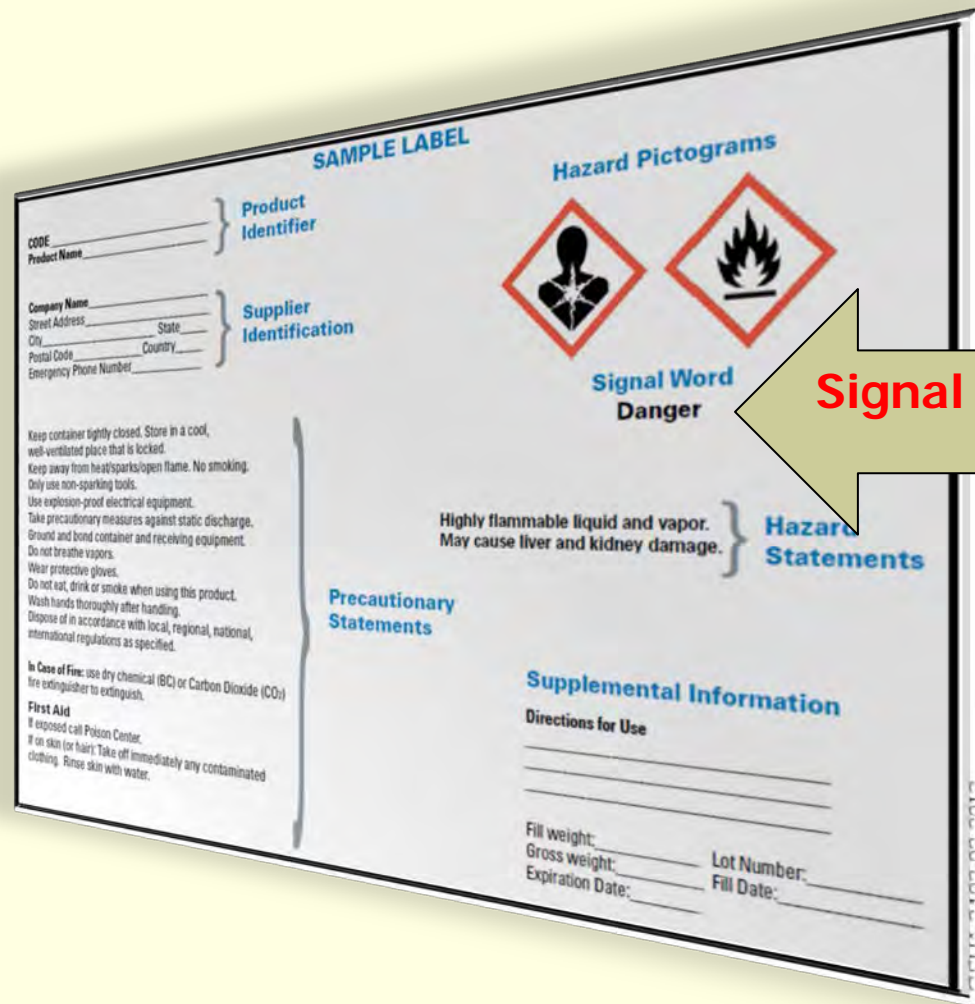 SAMPLE LABEL
CODE
Product Name
Product
Identifier
Company Name
Street Address
City State
Postal Code Country
Emergency Phone Number
Supplier
Identification
Keep container tightly closed. Store in a cool,
well-ventilated place that is locked.
Keep away from heat/sparks/open flame. No smoking.
Only use non-sparking tools.
Use explosion-proof electrical equipment.
Take precautionary measures against static discharge.
Ground and bond container and receiving equipment.
Do not breathe vapors.
Wear protective gloves.
Do not eat, drink or smoke when using this product.
Wash hands thoroughly after handling.
Dispose of in accordance with local, regional, national,
international regulations as specified.
In Case of Fire: use dry chemical (BC) or Carbon Dioxide (CO₂)
fire extinguisher to extinguish.
First Aid
If exposed call Poison Center.
If on skin (or hair): Take off immediately any contaminated
clothing. Rinse skin with water.
Precautionary
Statements
Hazard Pictograms
Signal Word
Danger
Signal
Highly flammable liquid and vapor.
May cause liver and kidney damage.
Hazard
Statements
Supplemental Information
Directions for Use
Fill weight: Lot Number:
Gross weight: Fill Date:
Expiration Date: